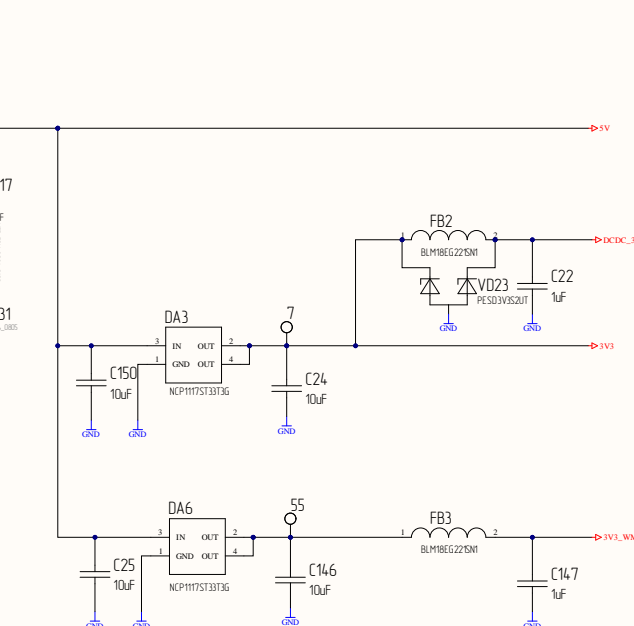 5V
17
F
FB2
1
2
DCDC_3
BLM18EG221SN1
VD23
PESD3V3S2UT
C22
1uF
31
_0805
GND
GND
DA3
7
3
IN
OUT
2
3V3
1
GND
OUT
4
C150
10uF
C24
10uF
NCP1117ST33T3G
GND
GND
GND
DA6
55
FB3
3
IN
OUT
2
1
2
3V3_WM
1
GND
OUT
4
BLM18EG221SN1
C25
10uF
C146
10uF
C147
1uF
NCP1117ST33T3G
GND
GND
GND
GND